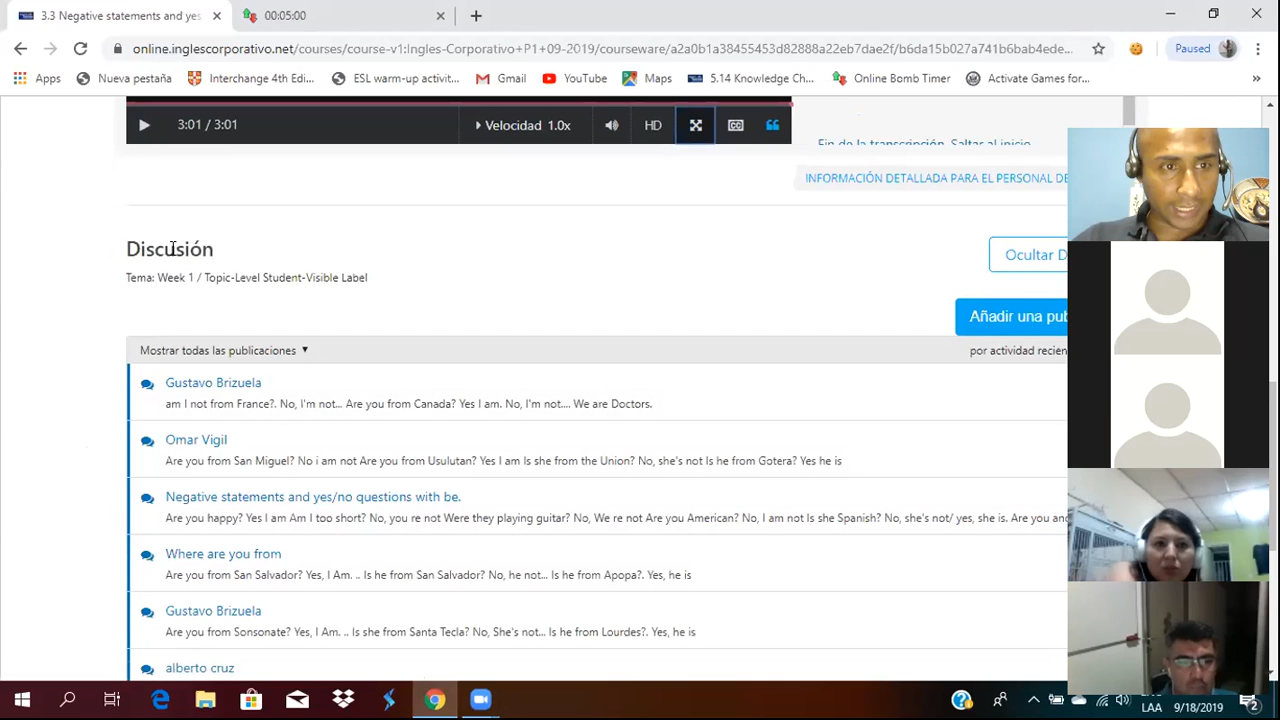 3.3 Negative statements and yes
00:05:00
online.inglescorporativo.net/courses/course-v1:Ingles-Corporativo+P1+09-2019/courseware/a2a0b1a38455453d82885b22eb7dae2f/b6da15b027a741b6bab4ede...
Paused
Apps
Nueva pestaña
Interchange 4th Edi...
ESL warm-up activit...
Gmail
YouTube
Maps
5.14 Knowledge Ch...
Online Bomb Timer
Activate Games for...
»
3:01 / 3:01
Velocidad 1.0x
HD
CC
Fin de la transcripción. Saltar al inicio.
INFORMACIÓN DETALLADA PARA EL PERSONAL DE
Discusión
Ocultar D
Tema: Week 1 / Topic-Level Student-Visible Label
Añadir una pub
Mostrar todas las publicaciones
por actividad recien
Gustavo Brizuela
am I not from France?. No, I'm not... Are you from Canada? Yes I am. No, I'm not.... We are Doctors.
Omar Vigil
Are you from San Miguel? No i am not Are you from Usulutan? Yes I am Is she from the Union? No, she's not Is he from Gotera? Yes he is
Negative statements and yes/no questions with be.
Are you happy? Yes I am Am I too short? No, you re not Were they playing guitar? No, We re not Are you American? No, I am not Is she Spanish? No, she's not/ yes, she is. Are you and
Where are you from
Are you from San Salvador? Yes, I Am. .. Is he from San Salvador? No, he not... Is he from Apopa?. Yes, he is
Gustavo Brizuela
Are you from Sonsonate? Yes, I Am. .. Is she from Santa Tecla? No, She's not... Is he from Lourdes?. Yes, he is
alberto cruz
LAA
9/18/2019
2